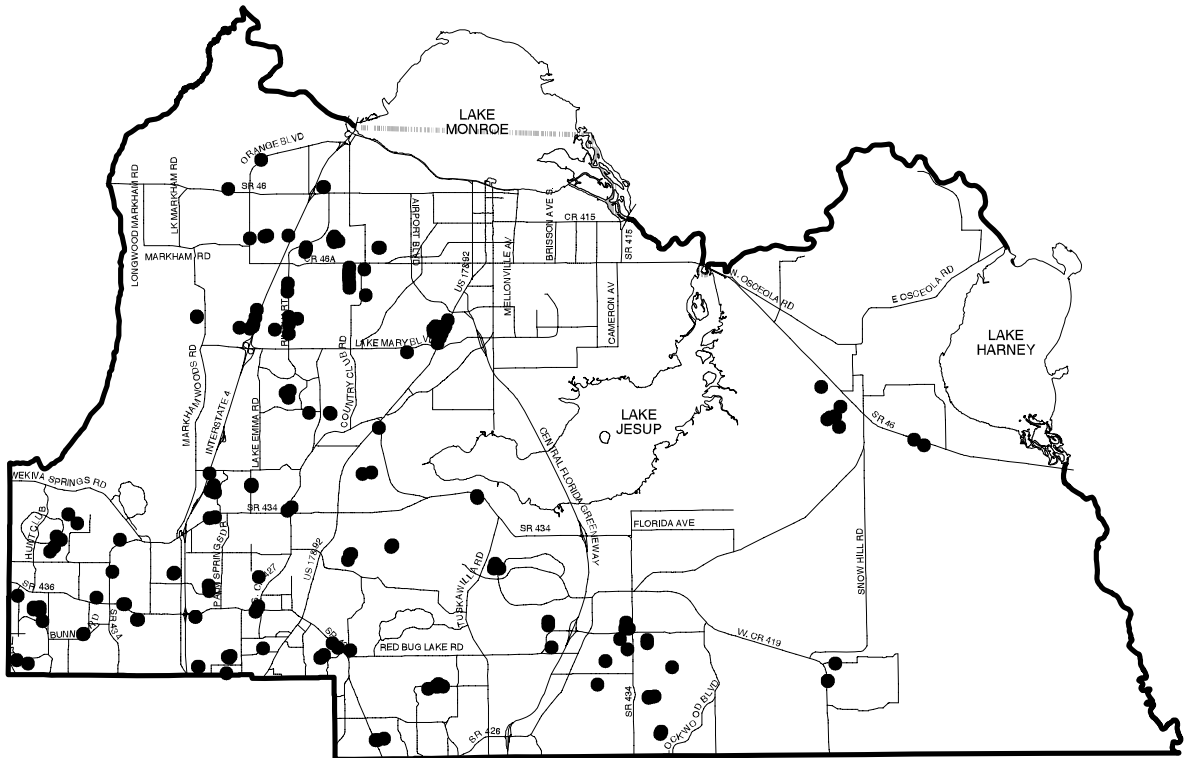 LAKE
MONROE
ORANGE BLVD
LONGWOOD MARKHAM RD
LK MARKHAM RD
SR 46
AIRPORT BLVD
BRISSON AVE S
CR 415
SR 415
MARKHAM RD
CR 46A
US 17&92
MELLONVILLE AV
CAMERON AV
N. OSCEOLA RD
E OSCEOLA RD
LAKE
HARNEY
LAKE MARY BLVD
COUNTRY CLUB RD
MARKHAM WOODS RD
INTERSTATE 4
LAKE EMMA RD
LAKE
JESUP
SR 46
CENTRAL FLORIDA GREENEWAY
WEKIVA SPRINGS RD
HUNT CLUB
SR 434
SR 434
FLORIDA AVE
PALM SPRINGS DR
US 17&92
TUSKAWILLA RD
SNOW HILL RD
SR 436
SR 434
BUNN
RD
RED BUG LAKE RD
W. CR 419
SR 434
SR 426